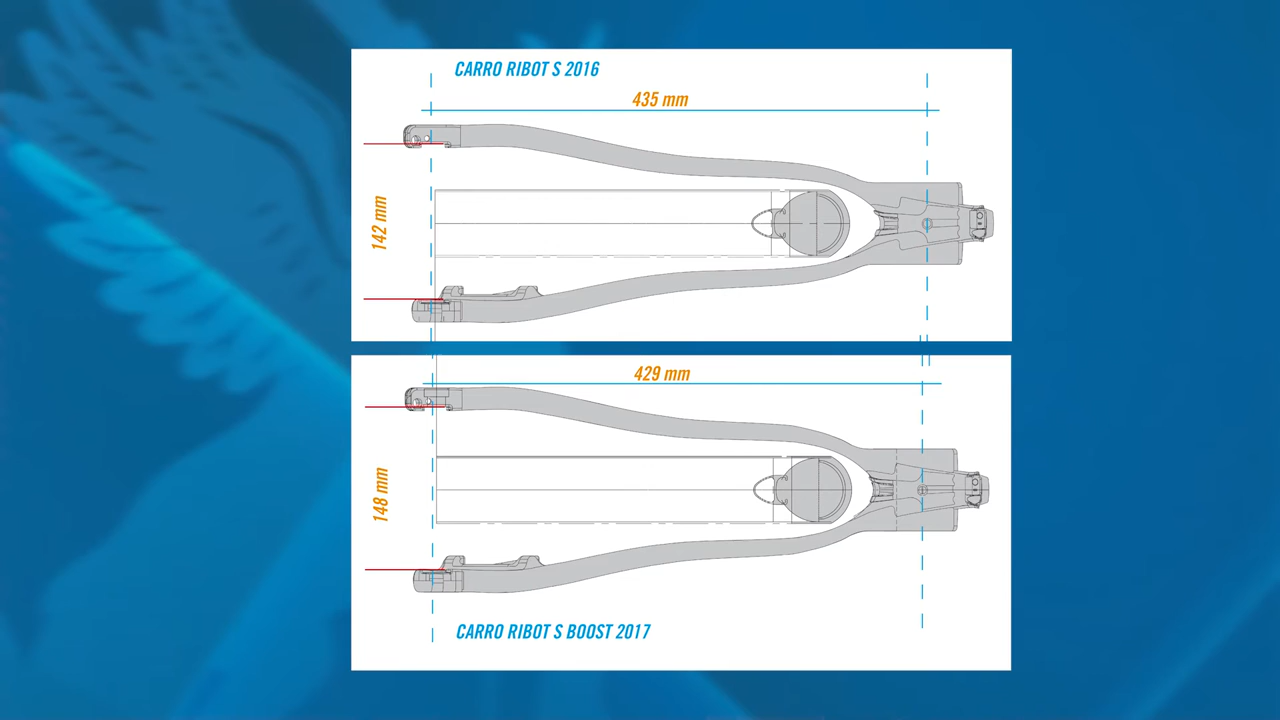 CARRO RIBOT S 2016
435 mm
142 mm
429 mm
148 mm
CARRO RIBOT S BOOST 2017